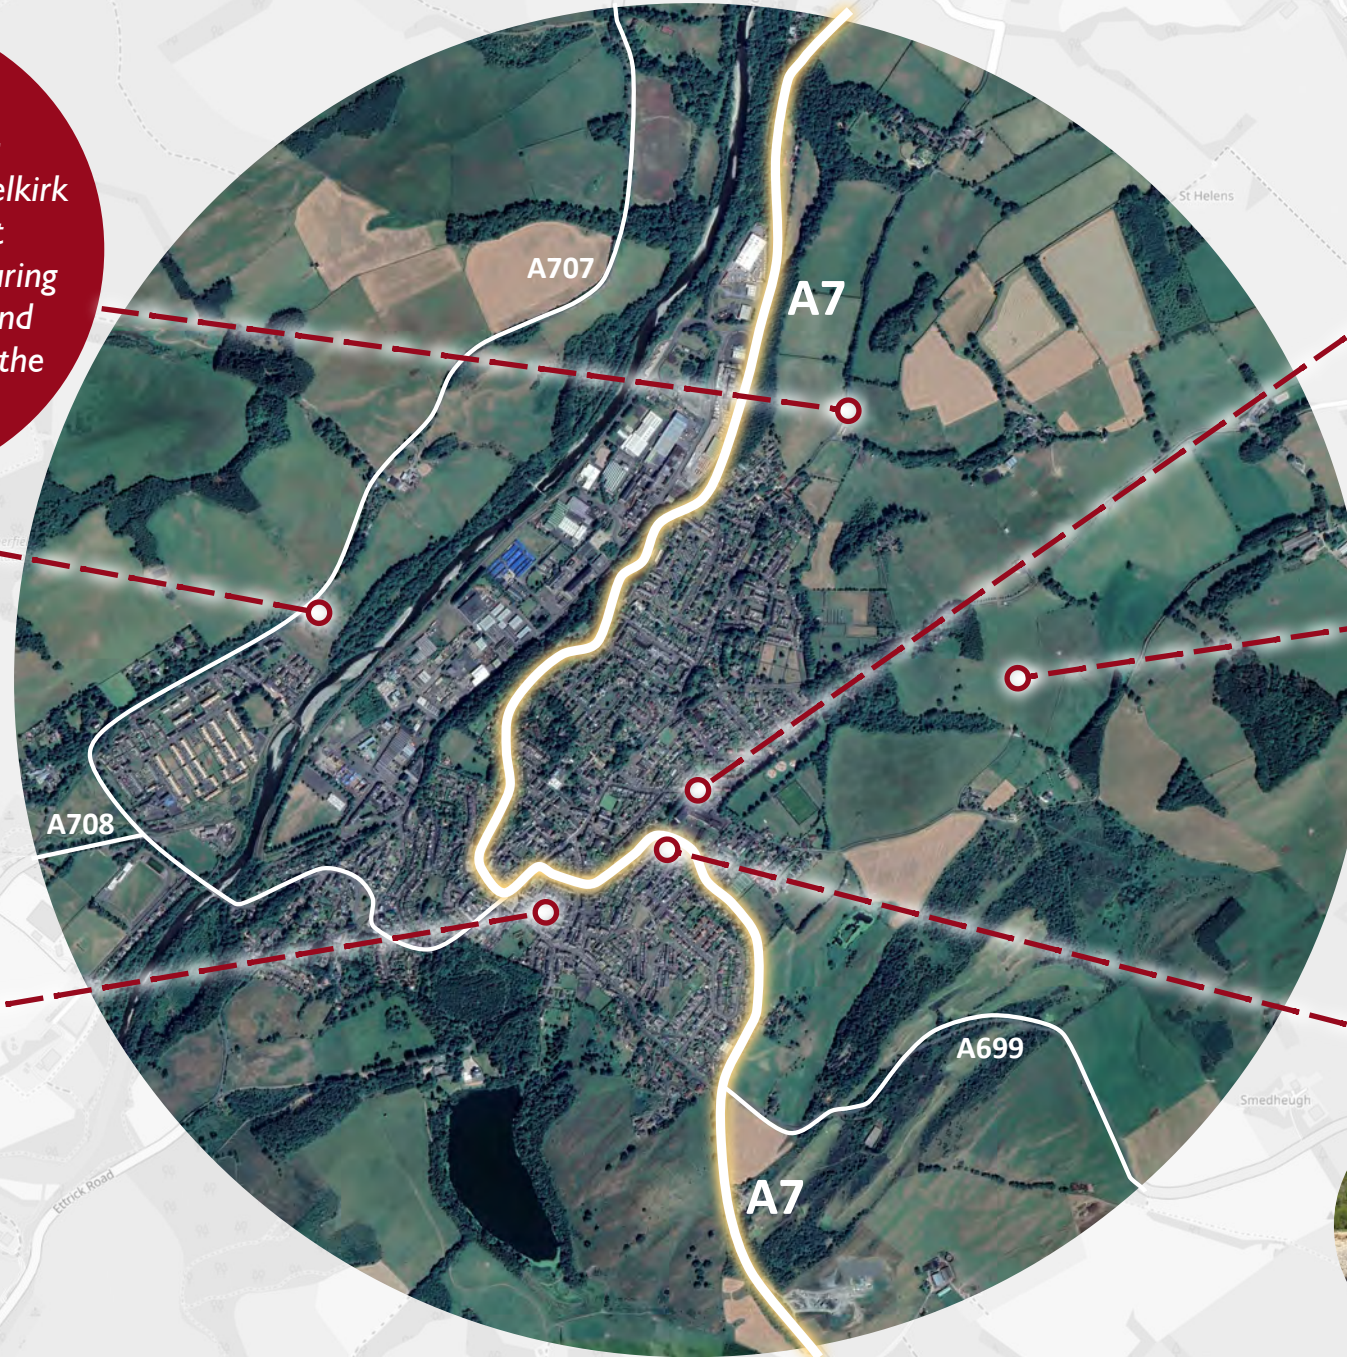 elkirk
t
uring
nd
the
St Helens
A707
A7
A708
A699
Smedheugh
A7
Ettrick Road